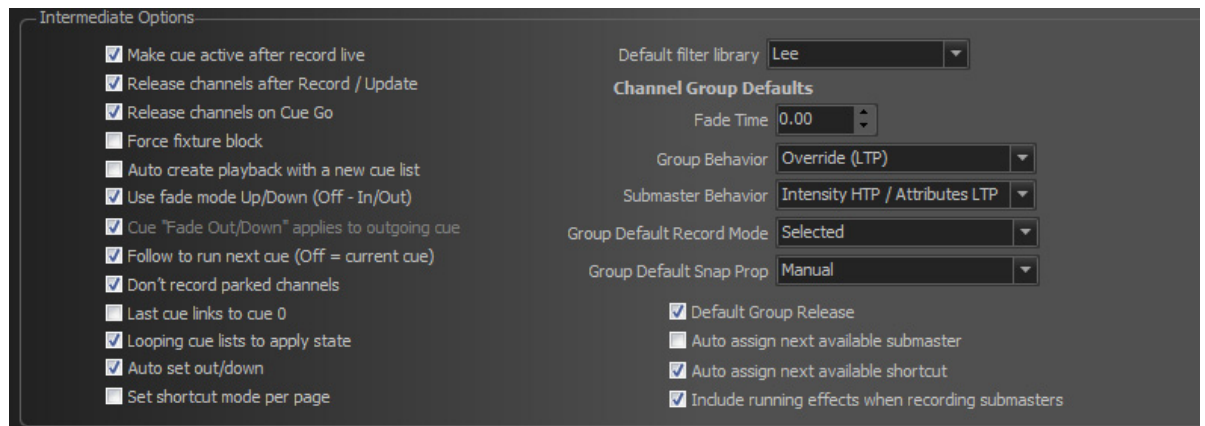 Intermediate Options
Make cue active after record live
Release channels after Record / Update
Release channels on Cue Go
Force fixture block
Auto create playback with a new cue list
Use fade mode Up/Down (Off - In/Out)
Cue "Fade Out/Down" applies to outgoing cue
Follow to run next cue (Off = current cue)
Don't record parked channels
Last cue links to cue 0
Looping cue lists to apply state
Auto set out/down
Set shortcut mode per page
Default filter library Lee
Channel Group Defaults
Fade Time 0.00
Group Behavior Override (LTP)
Submaster Behavior Intensity HTP / Attributes LTP
Group Default Record Mode Selected
Group Default Snap Prop Manual
Default Group Release
Auto assign next available submaster
Auto assign next available shortcut
Include running effects when recording submasters